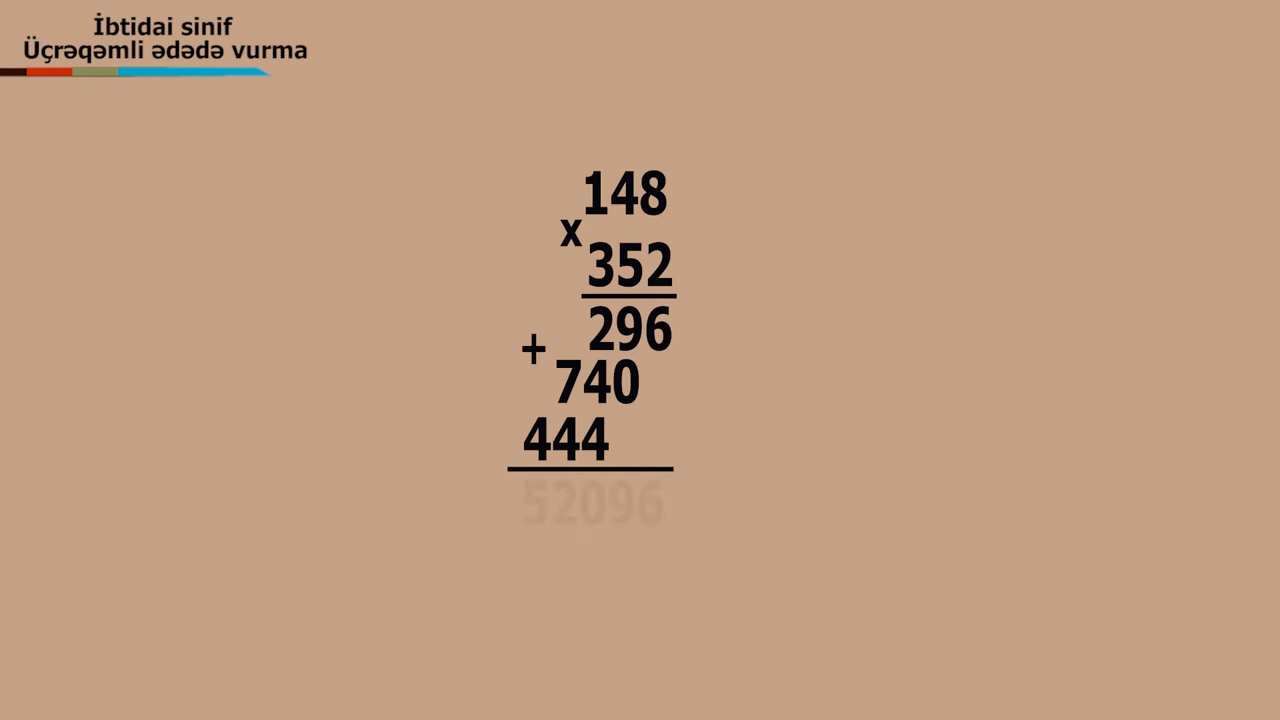 İbtidai sinif
Üçrəqəmli ədədə vurma
148
x
352
296
+
740
444
52096